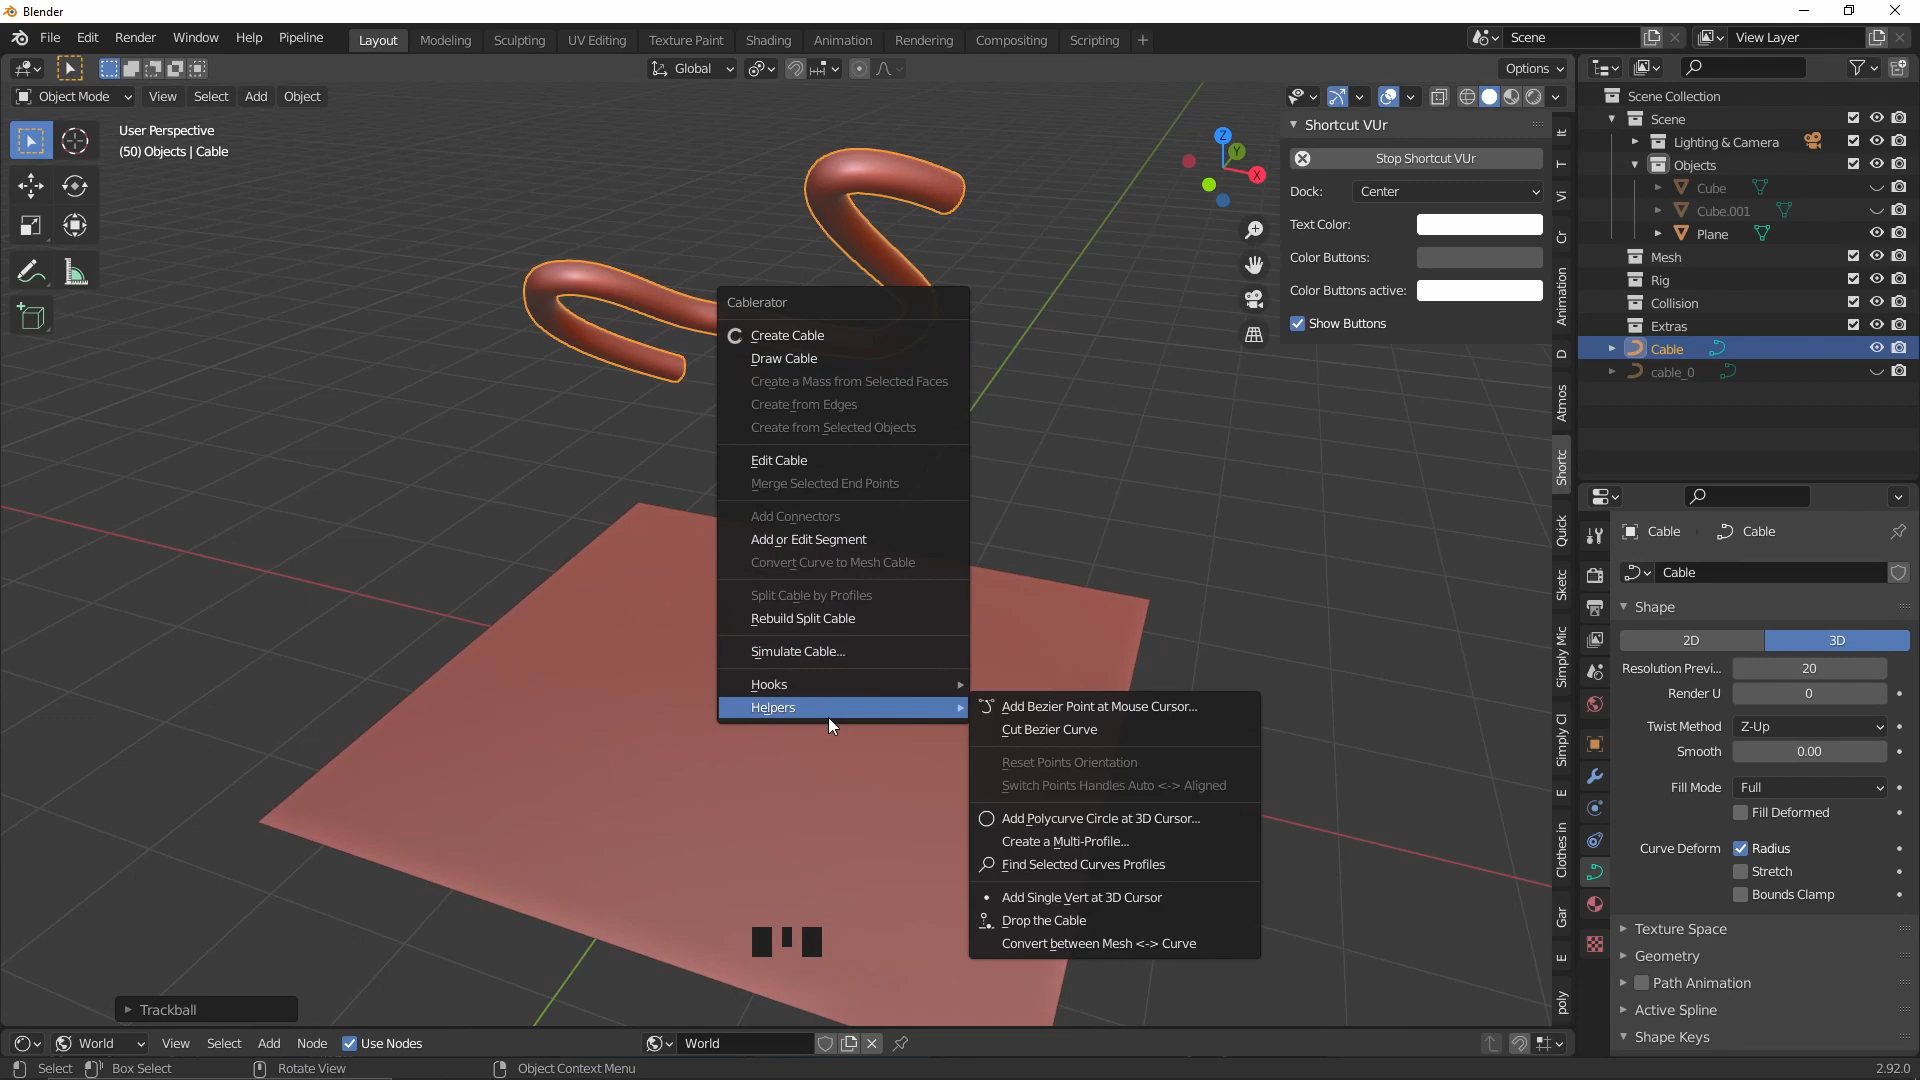 Blender
File Edit Render Window Help Pipeline Layout Modeling Sculpting UV Editing Texture Paint Shading Animation Rendering Compositing Scripting + Scene View Layer
Global Options
Object Mode View Select Add Object
User Perspective
(50) Objects | Cable
Z
Y
X
Cablerator
Create Cable
Draw Cable
Create a Mass from Selected Faces
Create from Edges
Create from Selected Objects
Edit Cable
Merge Selected End Points
Add Connectors
Add or Edit Segment
Convert Curve to Mesh Cable
Split Cable by Profiles
Rebuild Split Cable
Simulate Cable...
Hooks
Helpers
Add Bezier Point at Mouse Cursor...
Cut Bezier Curve
Reset Points Orientation
Switch Points Handles Auto <-> Aligned
Add Polycurve Circle at 3D Cursor...
Create a Multi-Profile...
Find Selected Curves Profiles
Add Single Vert at 3D Cursor
Drop the Cable
Convert between Mesh <-> Curve
Trackball
Shortcut VUr
Stop Shortcut VUr
Dock: Center
Text Color:
Color Buttons:
Color Buttons active:
Show Buttons
It
T
Vi
Cr
Animation
D
Atmos
Shortc
Quick
Sketc
Simply Mic
Simply Cl
E
Clothes in
Gar
E
poly
Scene Collection
Scene
Lighting & Camera
Objects
Cube
Cube.001
Plane
Mesh
Rig
Collision
Extras
Cable
cable_0
Cable Cable
Cable
Shape
2D 3D
Resolution Previ... 20
Render U 0
Twist Method Z-Up
Smooth 0.00
Fill Mode Full
Fill Deformed
Curve Deform Radius
Stretch
Bounds Clamp
Texture Space
Geometry
Path Animation
Active Spline
Shape Keys
World View Select Add Node Use Nodes World
Select Box Select Rotate View Object Context Menu 2.92.0